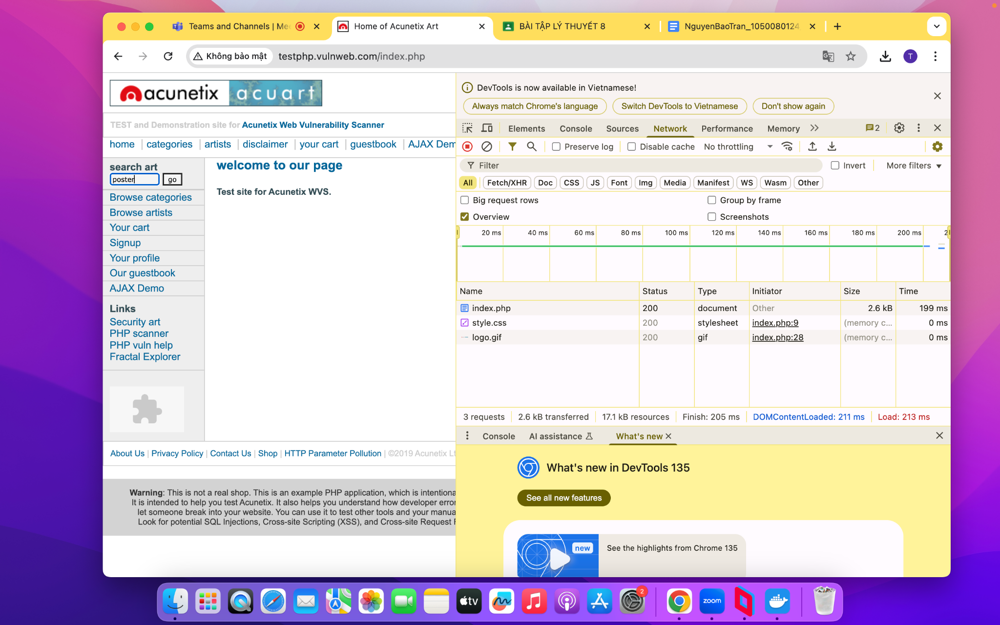 Teams and Channels | Mee
Home of Acunetix Art
BÀI TẬP LÝ THUYẾT 8
NguyenBaoTran_1050080124
Không bảo mật
testphp.vulnweb.com/index.php
T
acunetix acuart
TEST and Demonstration site for Acunetix Web Vulnerability Scanner
home | categories | artists | disclaimer | your cart | guestbook | AJAX Dem
search art
poster
go
Browse categories
Browse artists
Your cart
Signup
Your profile
Our guestbook
AJAX Demo
Links
Security art
PHP scanner
PHP vuln help
Fractal Explorer
welcome to our page
Test site for Acunetix WVS.
About Us | Privacy Policy | Contact Us | Shop | HTTP Parameter Pollution | ©2019 Acunetix Lt
Warning: This is not a real shop. This is an example PHP application, which is intentiona
It is intended to help you test Acunetix. It also helps you understand how developer error
let someone break into your website. You can use it to test other tools and your manua
Look for potential SQL Injections, Cross-site Scripting (XSS), and Cross-site Request F
DevTools is now available in Vietnamese!
Always match Chrome's language
Switch DevTools to Vietnamese
Don't show again
Elements Console Sources Network Performance Memory
2
Preserve log
Disable cache
No throttling
Filter
Invert
More filters
All Fetch/XHR Doc CSS JS Font Img Media Manifest WS Wasm Other
Big request rows
Group by frame
Overview
Screenshots
20 ms 40 ms 60 ms 80 ms 100 ms 120 ms 140 ms 160 ms 180 ms 200 ms 2
Name Status Type Initiator Size Time
index.php 200 document Other 2.6 kB 199 ms
style.css 200 stylesheet index.php:9 (memory c... 0 ms
logo.gif 200 gif index.php:28 (memory c... 0 ms
3 requests 2.6 kB transferred 17.1 kB resources Finish: 205 ms DOMContentLoaded: 211 ms Load: 213 ms
Console AI assistance What's new
What's new in DevTools 135
See all new features
new
See the highlights from Chrome 135
tv
2
zoom